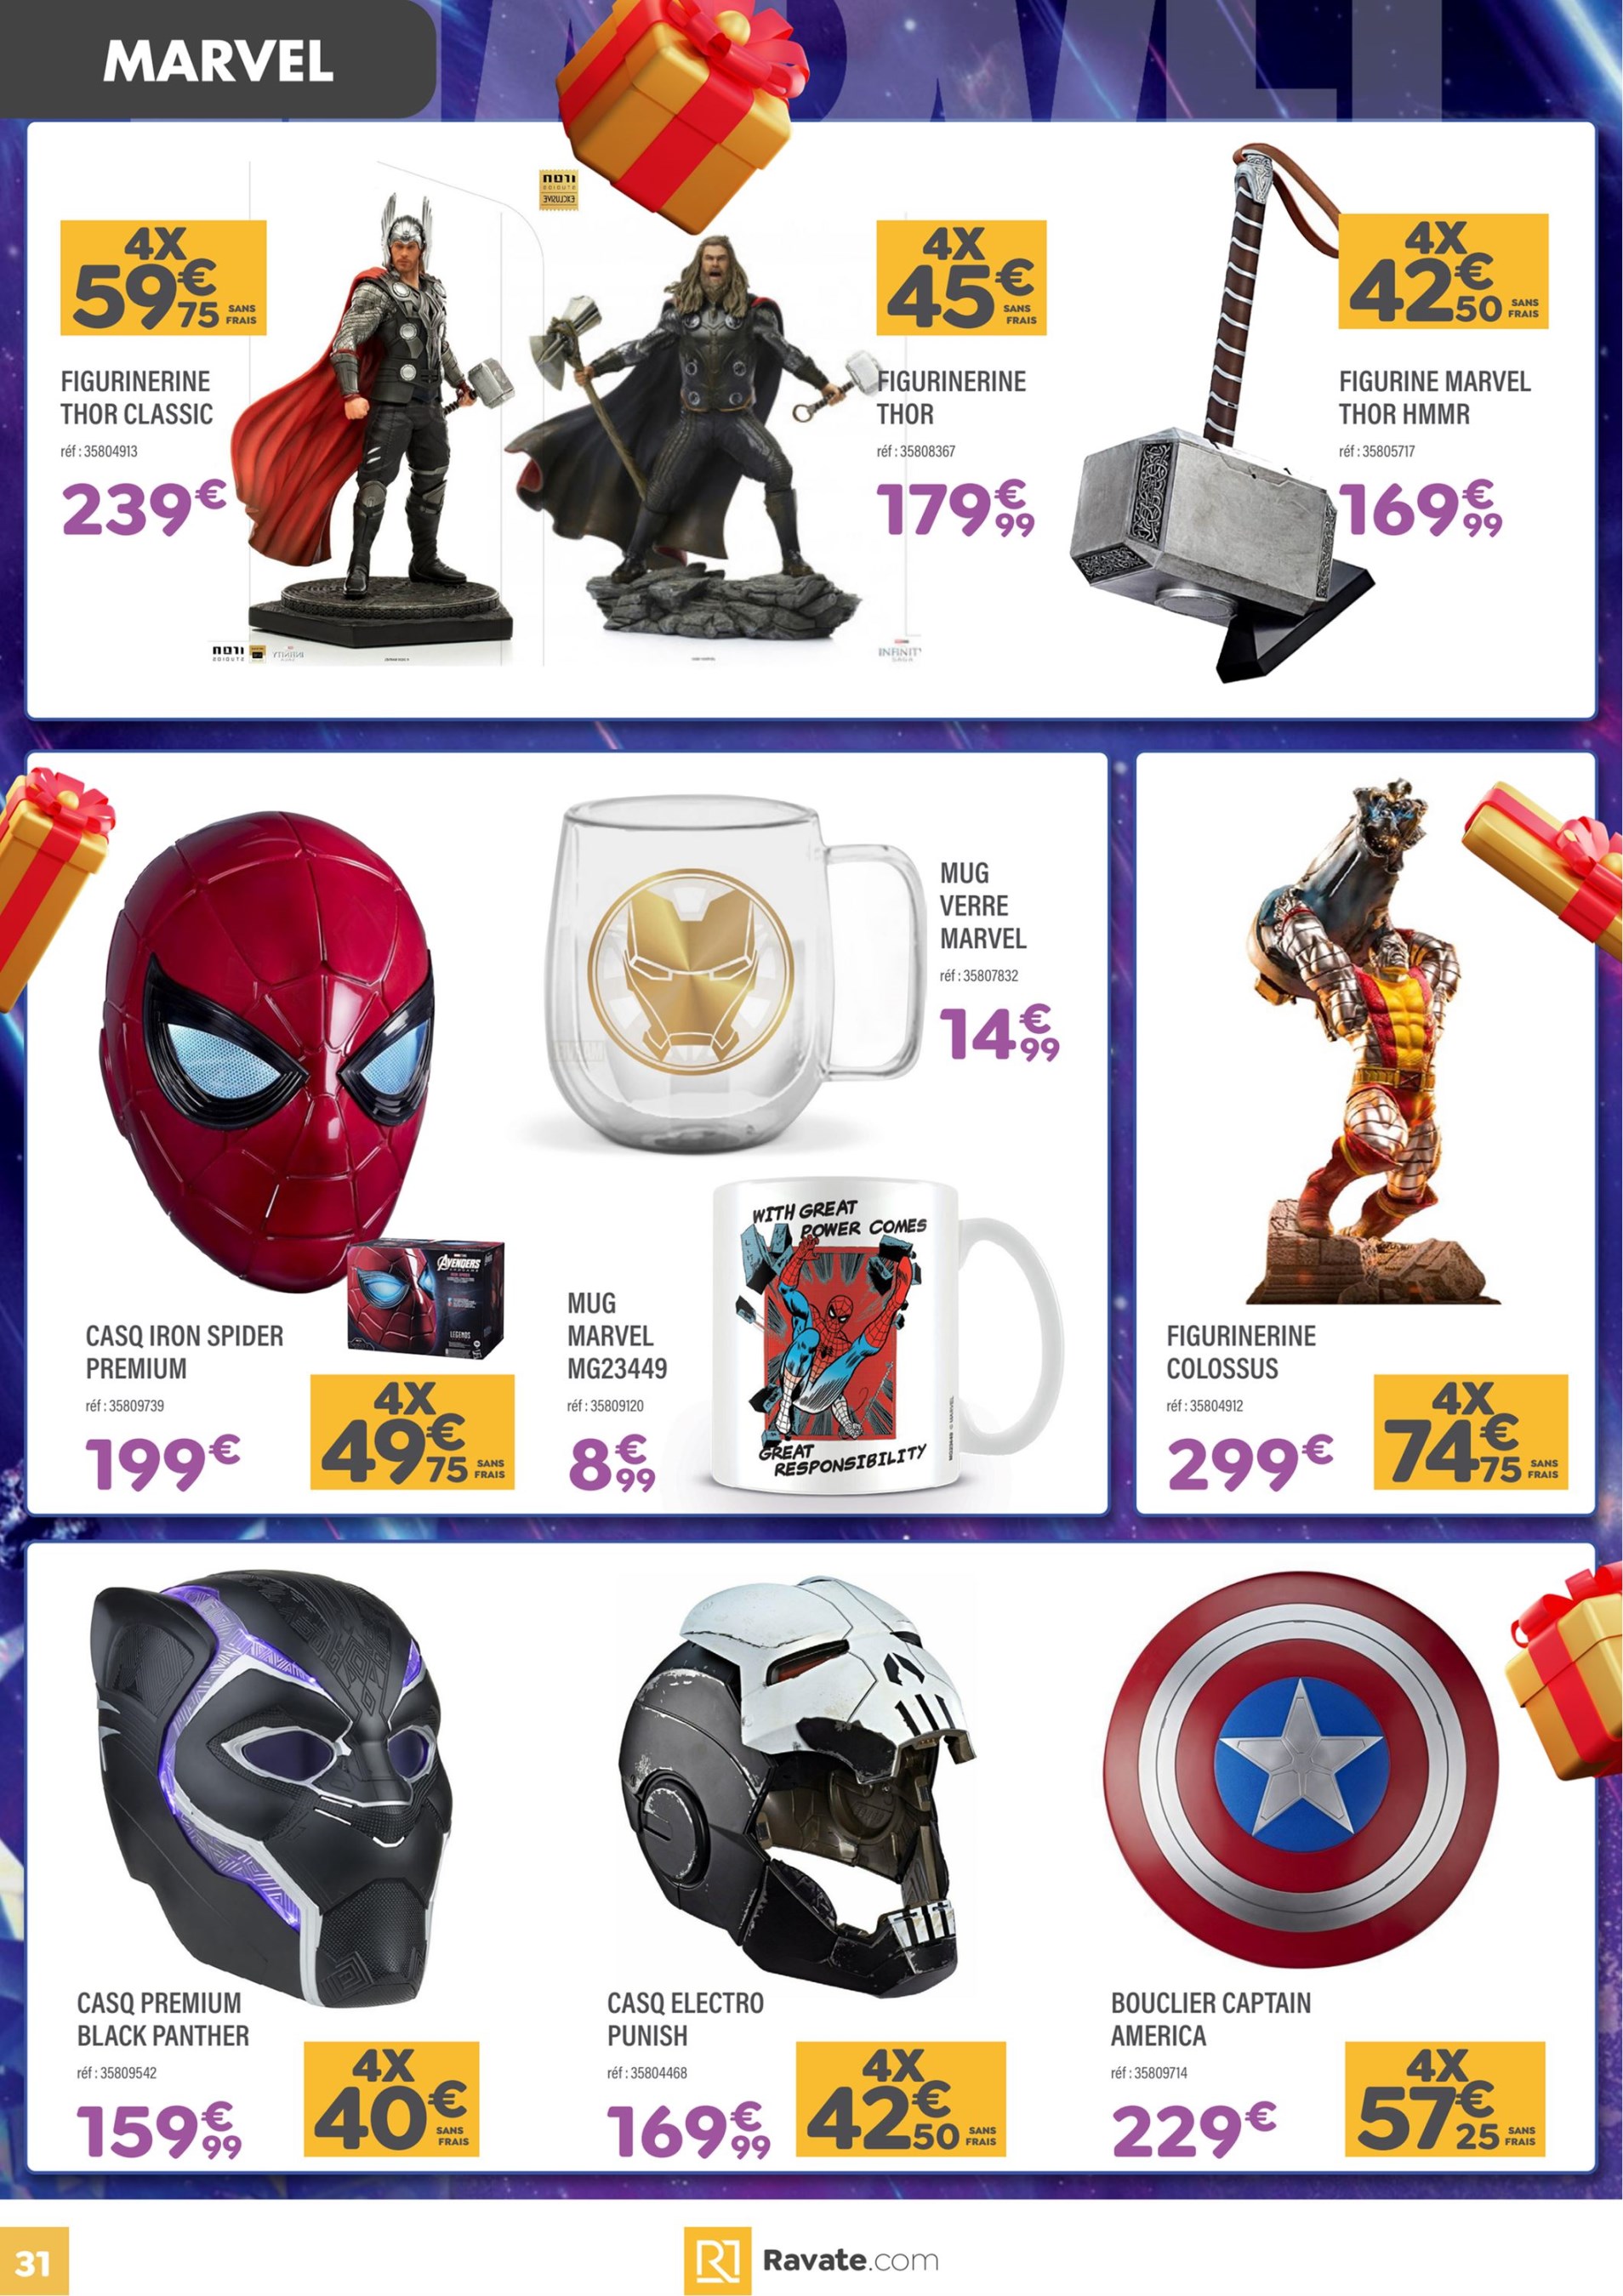 MARVEL
4X
59€75 SANS FRAIS
FIGURINERINE
THOR CLASSIC
réf : 35804913
239€
4X
45€ SANS FRAIS
FIGURINERINE
THOR
réf : 35808367
179€99
INFINIT
4X
42€50 SANS FRAIS
FIGURINE MARVEL
THOR HMMR
réf : 35805717
169€99
AVENGERS
LEGENDS
CASQ IRON SPIDER
PREMIUM
réf : 35809739
199€
4X
49€75 SANS FRAIS
MUG
VERRE
MARVEL
réf : 35807832
14€99
MUG
MARVEL
MG23449
réf : 35809120
8€99
WITH GREAT
POWER COMES
GREAT
RESPONSIBILITY
MG23449 © MARVEL
FIGURINERINE
COLOSSUS
réf : 35804912
299€
4X
74€75 SANS FRAIS
CASQ PREMIUM
BLACK PANTHER
réf : 35809542
159€99
4X
40€ SANS FRAIS
CASQ ELECTRO
PUNISH
réf : 35804468
169€99
4X
42€50 SANS FRAIS
BOUCLIER CAPTAIN
AMERICA
réf : 35809714
229€
4X
57€25 SANS FRAIS
31
Ravate.com